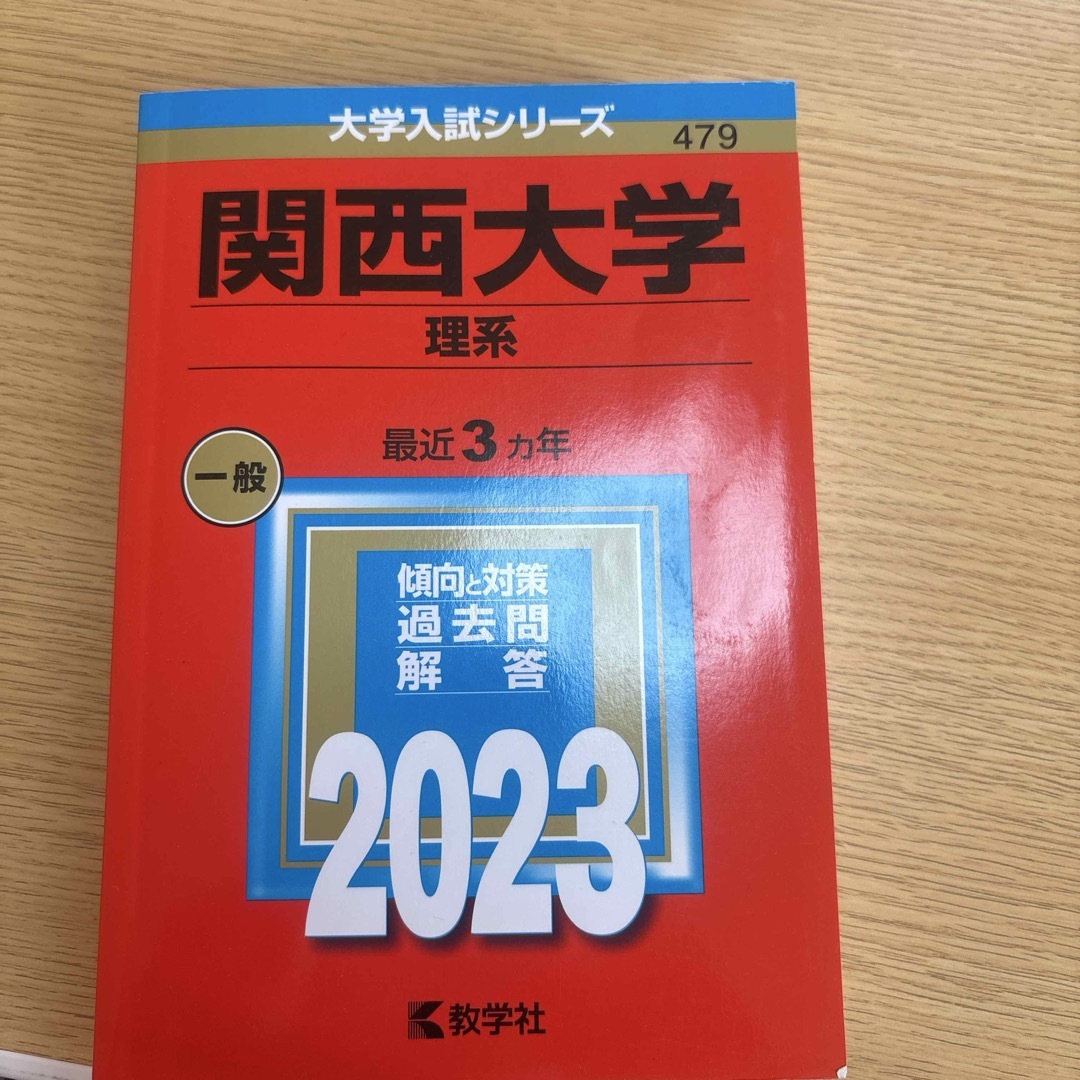 大学入試シリーズ
479
関西大学
理系
最近3カ年
一般
傾向と対策
過去問
解答
2023
教学社